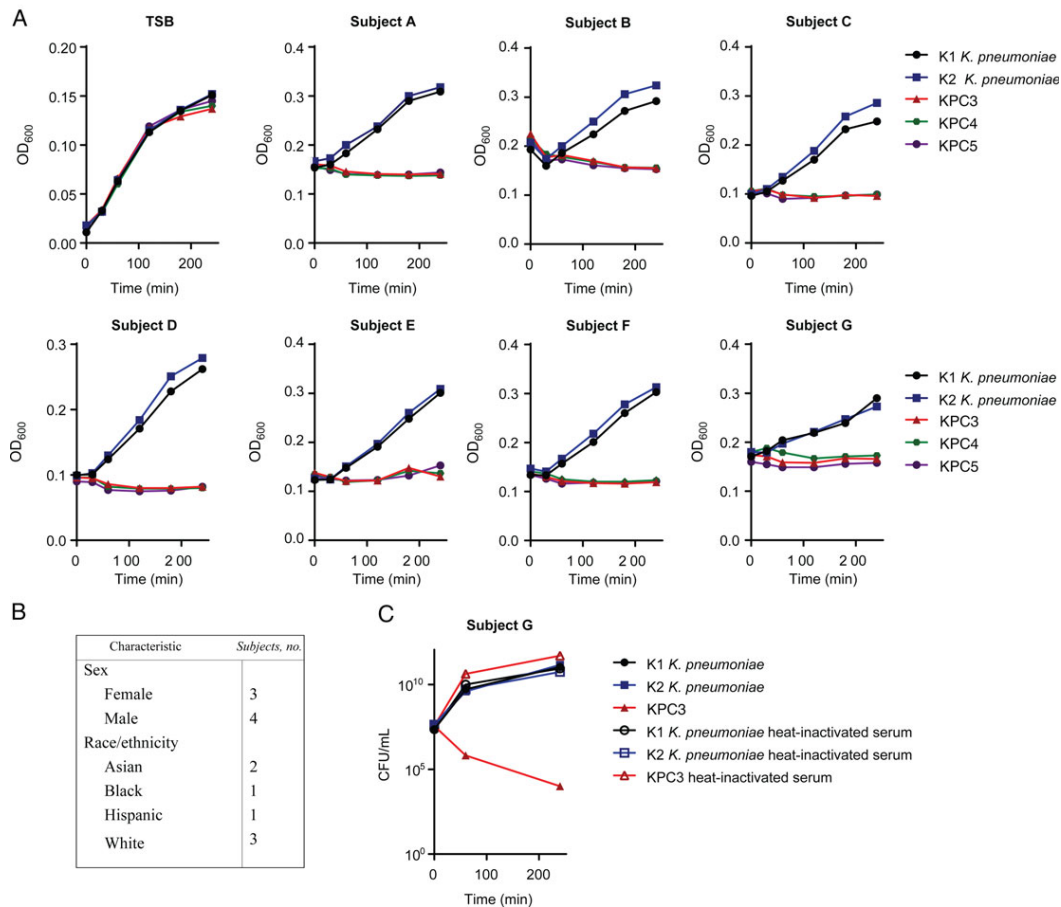 A
TSB
Subject A
Subject B
Subject C
OD600
0.20
0.15
0.10
0.05
0.00
0 100 200
Time (min)
OD600
0.4
0.3
0.2
0.1
0.0
0 100 200
Time (min)
OD600
0.4
0.3
0.2
0.1
0.0
0 100 200
Time (min)
OD600
0.4
0.3
0.2
0.1
0.0
0 100 200
Time (min)
K1 K. pneumoniae
K2 K. pneumoniae
KPC3
KPC4
KPC5
Subject D
Subject E
Subject F
Subject G
OD600
0.3
0.2
0.1
0.0
0 1 00 2 00
Time (min)
OD600
0.4
0.3
0.2
0.1
0.0
0 1 00 2 00
Time (min)
OD600
0.4
0.3
0.2
0.1
0.0
0 1 00 2 00
Time (min)
OD600
0.4
0.3
0.2
0.1
0.0
0 100 200
Time (min)
K1 K. pneumoniae
K2 K. pneumoniae
KPC3
KPC4
KPC5
B
Characteristic Subjects, no.
Sex
Female 3
Male 4
Race/ethnicity
Asian 2
Black 1
Hispanic 1
White 3
C
Subject G
CFU/mL
10^10
10^5
10^0
0 100 200
Time (min)
K1 K. pneumoniae
K2 K. pneumoniae
KPC3
K1 K. pneumoniae heat-inactivated serum
K2 K. pneumoniae heat-inactivated serum
KPC3 heat-inactivated serum